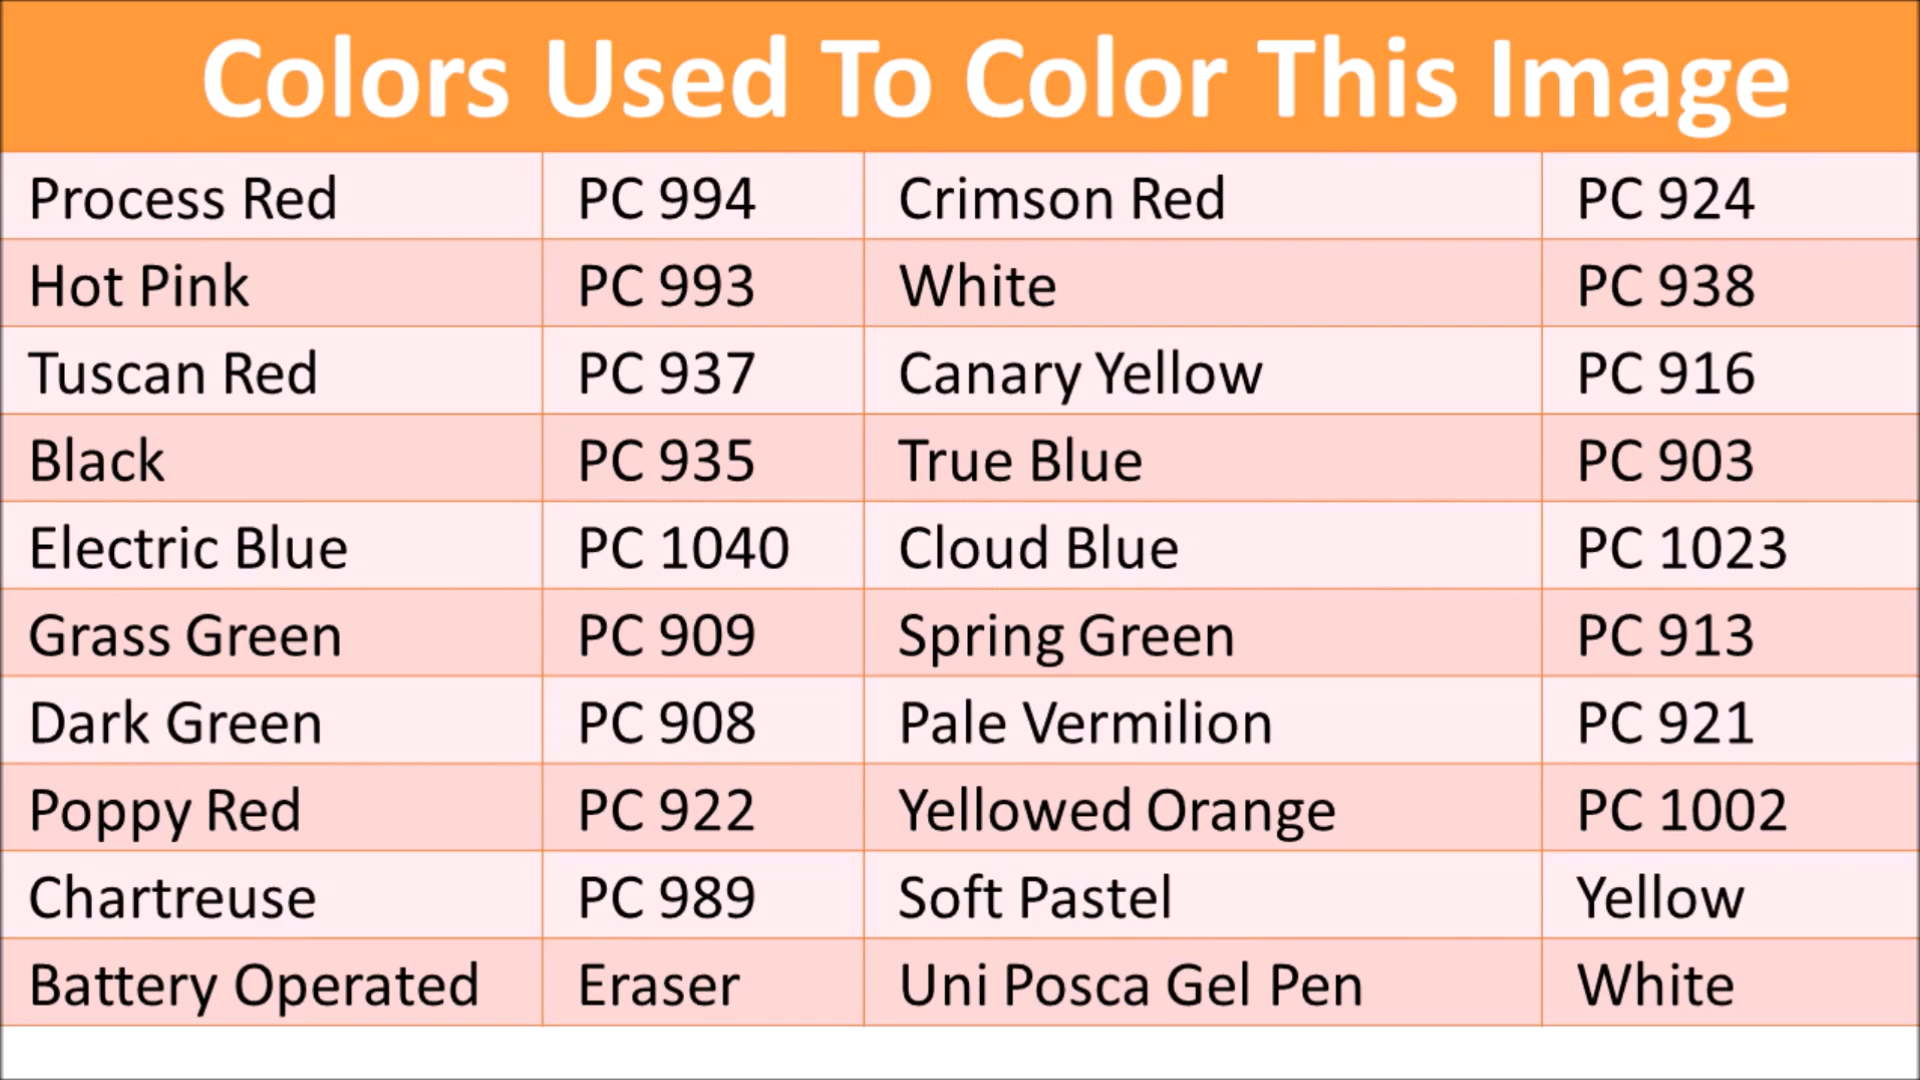 Colors Used To Color This Image
Process Red PC 994 Crimson Red PC 924
Hot Pink PC 993 White PC 938
Tuscan Red PC 937 Canary Yellow PC 916
Black PC 935 True Blue PC 903
Electric Blue PC 1040 Cloud Blue PC 1023
Grass Green PC 909 Spring Green PC 913
Dark Green PC 908 Pale Vermilion PC 921
Poppy Red PC 922 Yellowed Orange PC 1002
Chartreuse PC 989 Soft Pastel Yellow
Battery Operated Eraser Uni Posca Gel Pen White